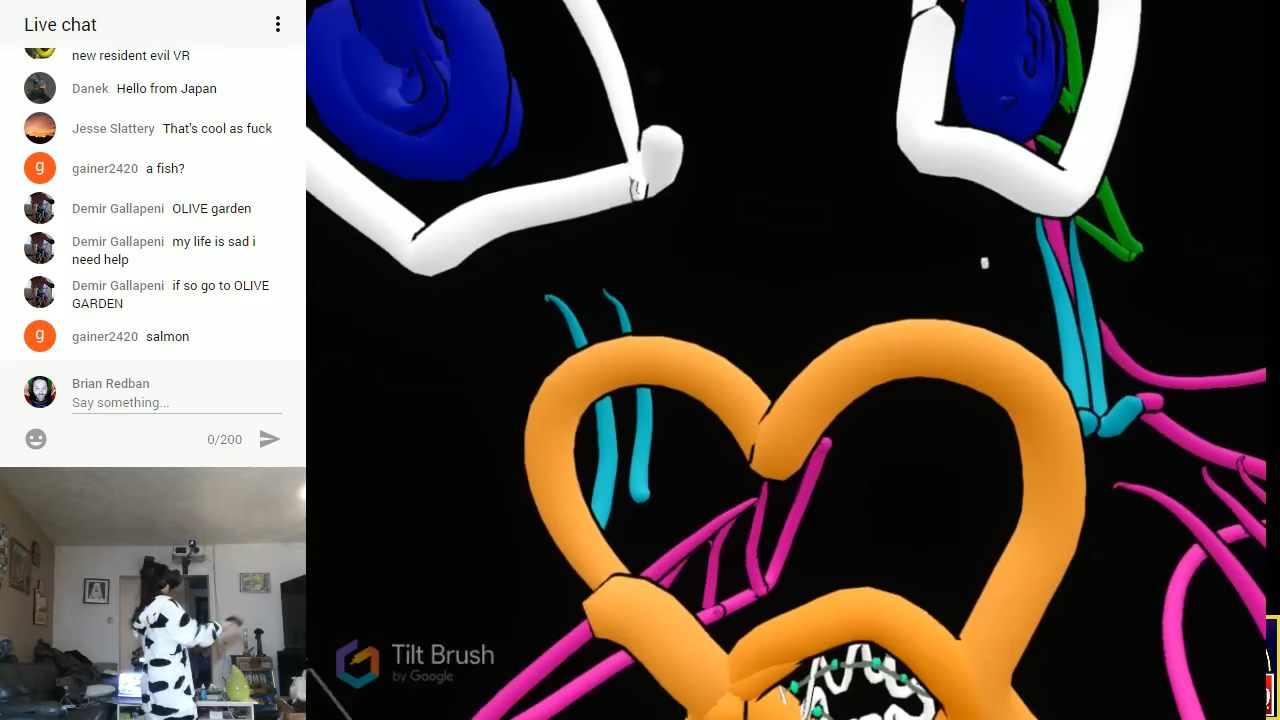 Live chat
new resident evil VR
Danek Hello from Japan
Jesse Slattery That's cool as fuck
g gainer2420 a fish?
Demir Gallapeni OLIVE garden
Demir Gallapeni my life is sad i
need help
Demir Gallapeni if so go to OLIVE
GARDEN
g gainer2420 salmon
Brian Redban
Say something...
0/200
Tilt Brush
by Google